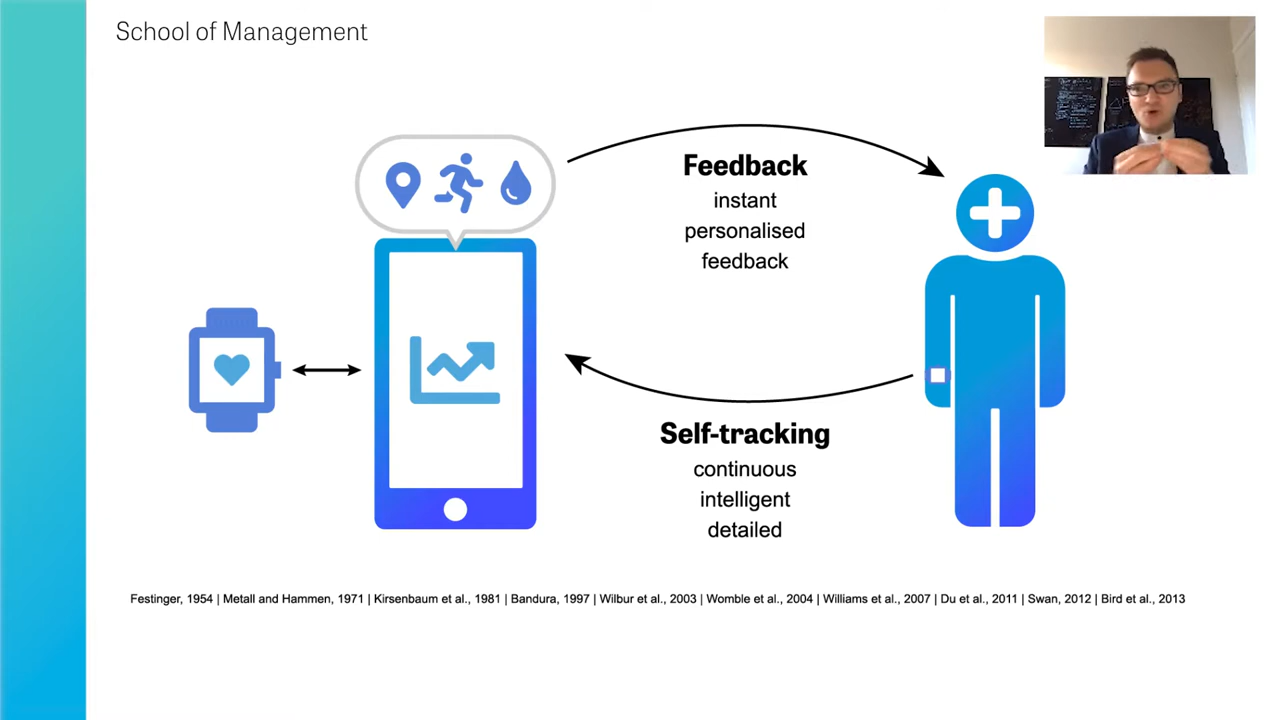 School of Management
Feedback
instant
personalised
feedback
Self-tracking
continuous
intelligent
detailed
Festinger, 1954 | Metall and Hammen, 1971 | Kirsenbaum et al., 1981 | Bandura, 1997 | Wilbur et al., 2003 | Womble et al., 2004 | Williams et al., 2007 | Du et al., 2011 | Swan, 2012 | Bird et al., 2013